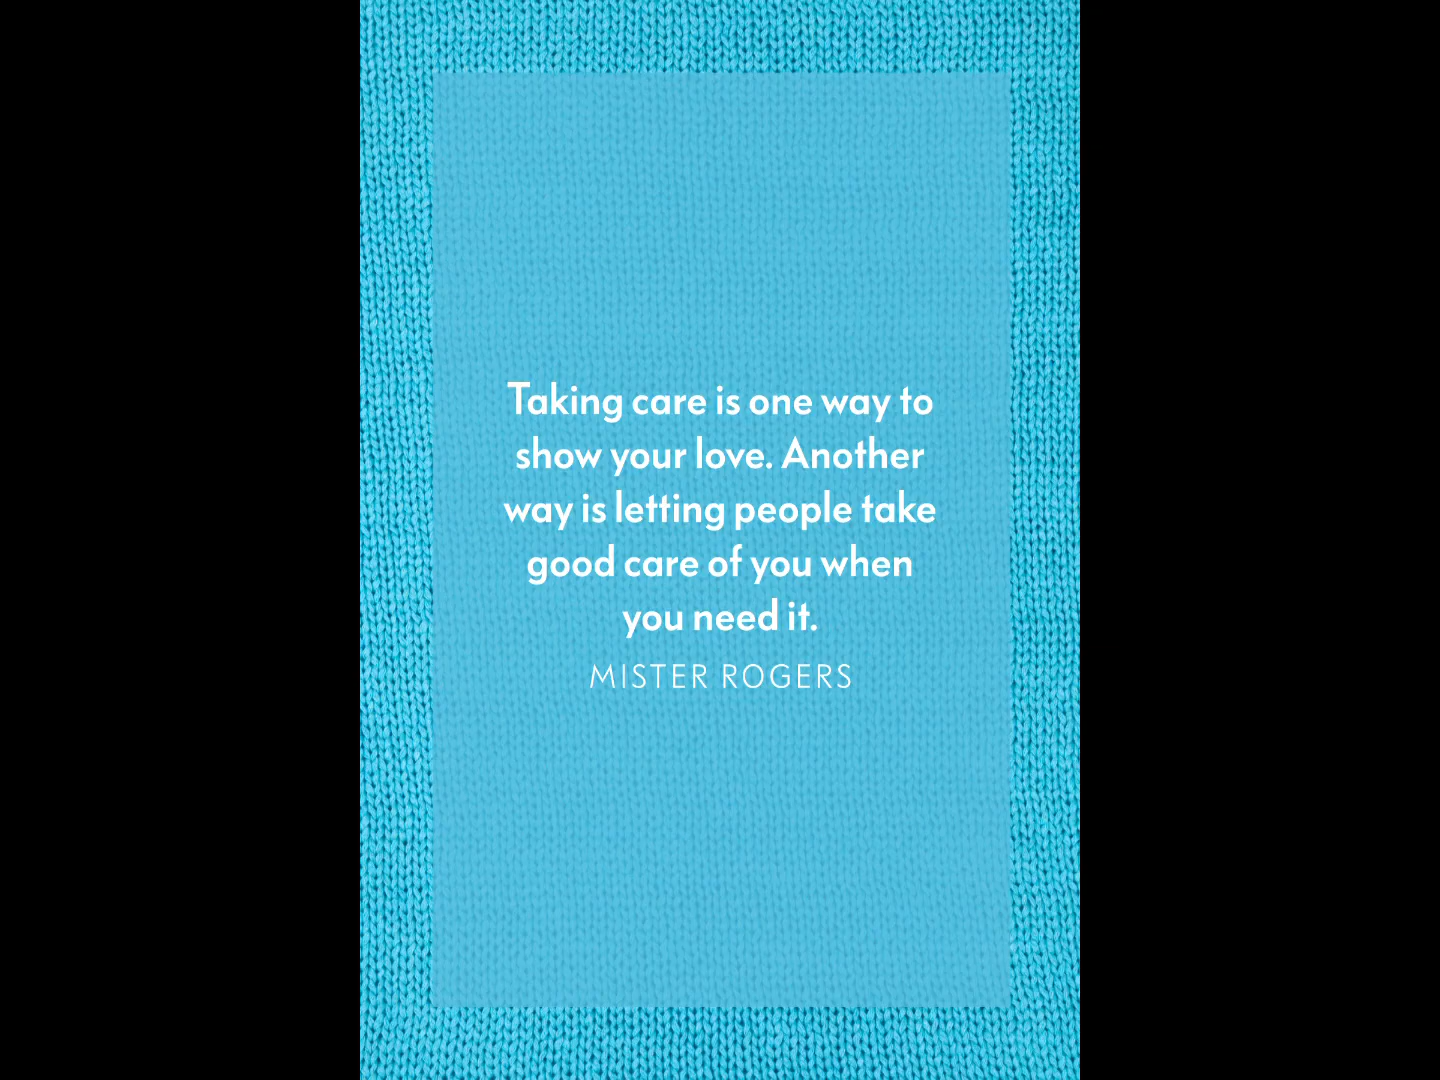 Taking care is one way to
show your love. Another
way is letting people take
good care of you when
you need it.
MISTER ROGERS